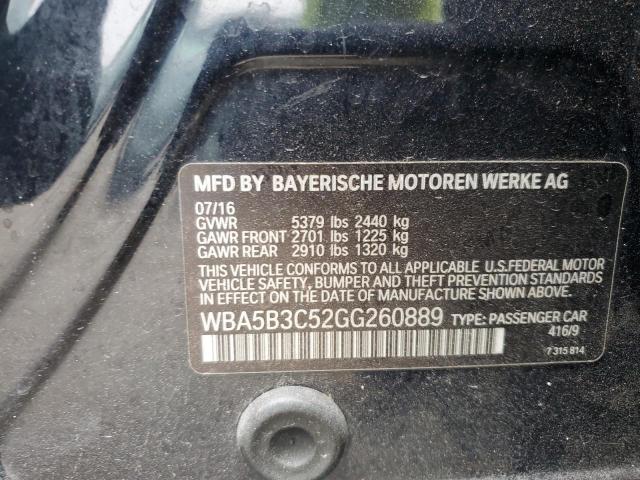 MFD BY BAYERISCHE MOTOREN WERKE AG
07/16
GVWR 5379 lbs 2440 kg
GAWR FRONT 2701 lbs 1225 kg
GAWR REAR 2910 lbs 1320 kg
THIS VEHICLE CONFORMS TO ALL APPLICABLE U.S.FEDERAL MOTOR
VEHICLE SAFETY, BUMPER AND THEFT PREVENTION STANDARDS
IN EFFECT ON THE DATE OF MANUFACTURE SHOWN ABOVE.
WBA5B3C52GG260889 TYPE: PASSENGER CAR
416/9
7 315 814